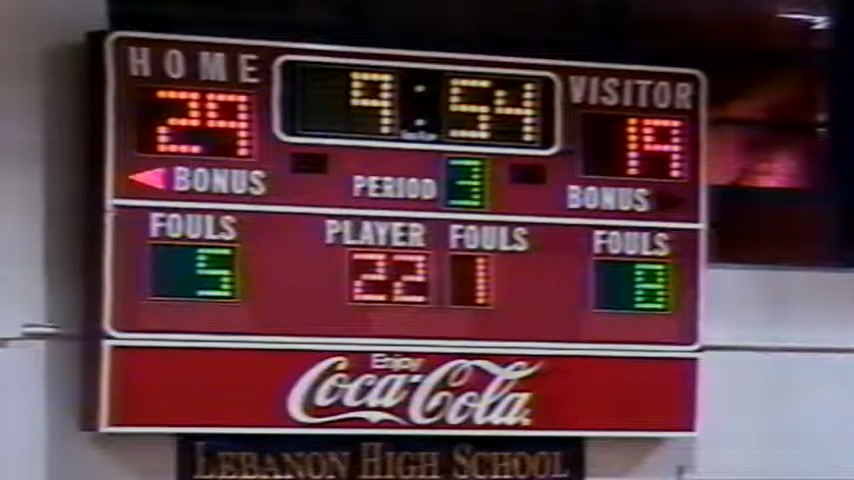 HOME 9:54 VISITOR
29 19
BONUS PERIOD 3 BONUS
FOULS PLAYER FOULS FOULS
5 22 1 8
Enjoy
Coca-Cola
LEBANON HIGH SCHOOL